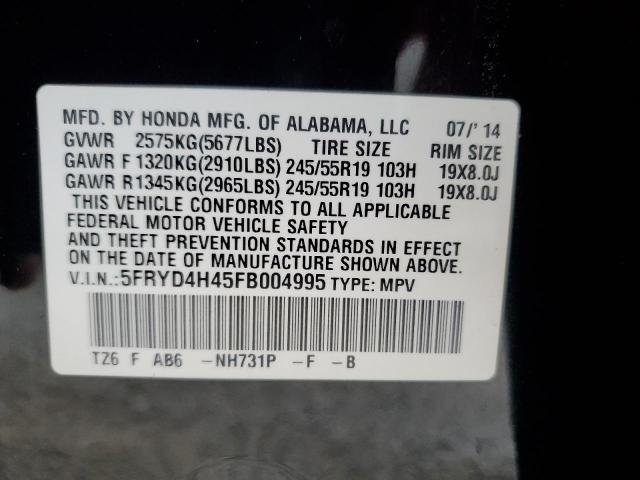 MFD. BY HONDA MFG. OF ALABAMA, LLC 07/'14
GVWR 2575KG(5677LBS) TIRE SIZE RIM SIZE
GAWR F 1320KG(2910LBS) 245/55R19 103H 19X8.0J
GAWR R1345KG(2965LBS) 245/55R19 103H 19X8.0J
THIS VEHICLE CONFORMS TO ALL APPLICABLE
FEDERAL MOTOR VEHICLE SAFETY
AND THEFT PREVENTION STANDARDS IN EFFECT
ON THE DATE OF MANUFACTURE SHOWN ABOVE.
V.I.N.:5FRYD4H45FB004995 TYPE: MPV
TZ6 F AB6 -NH731P -F -B